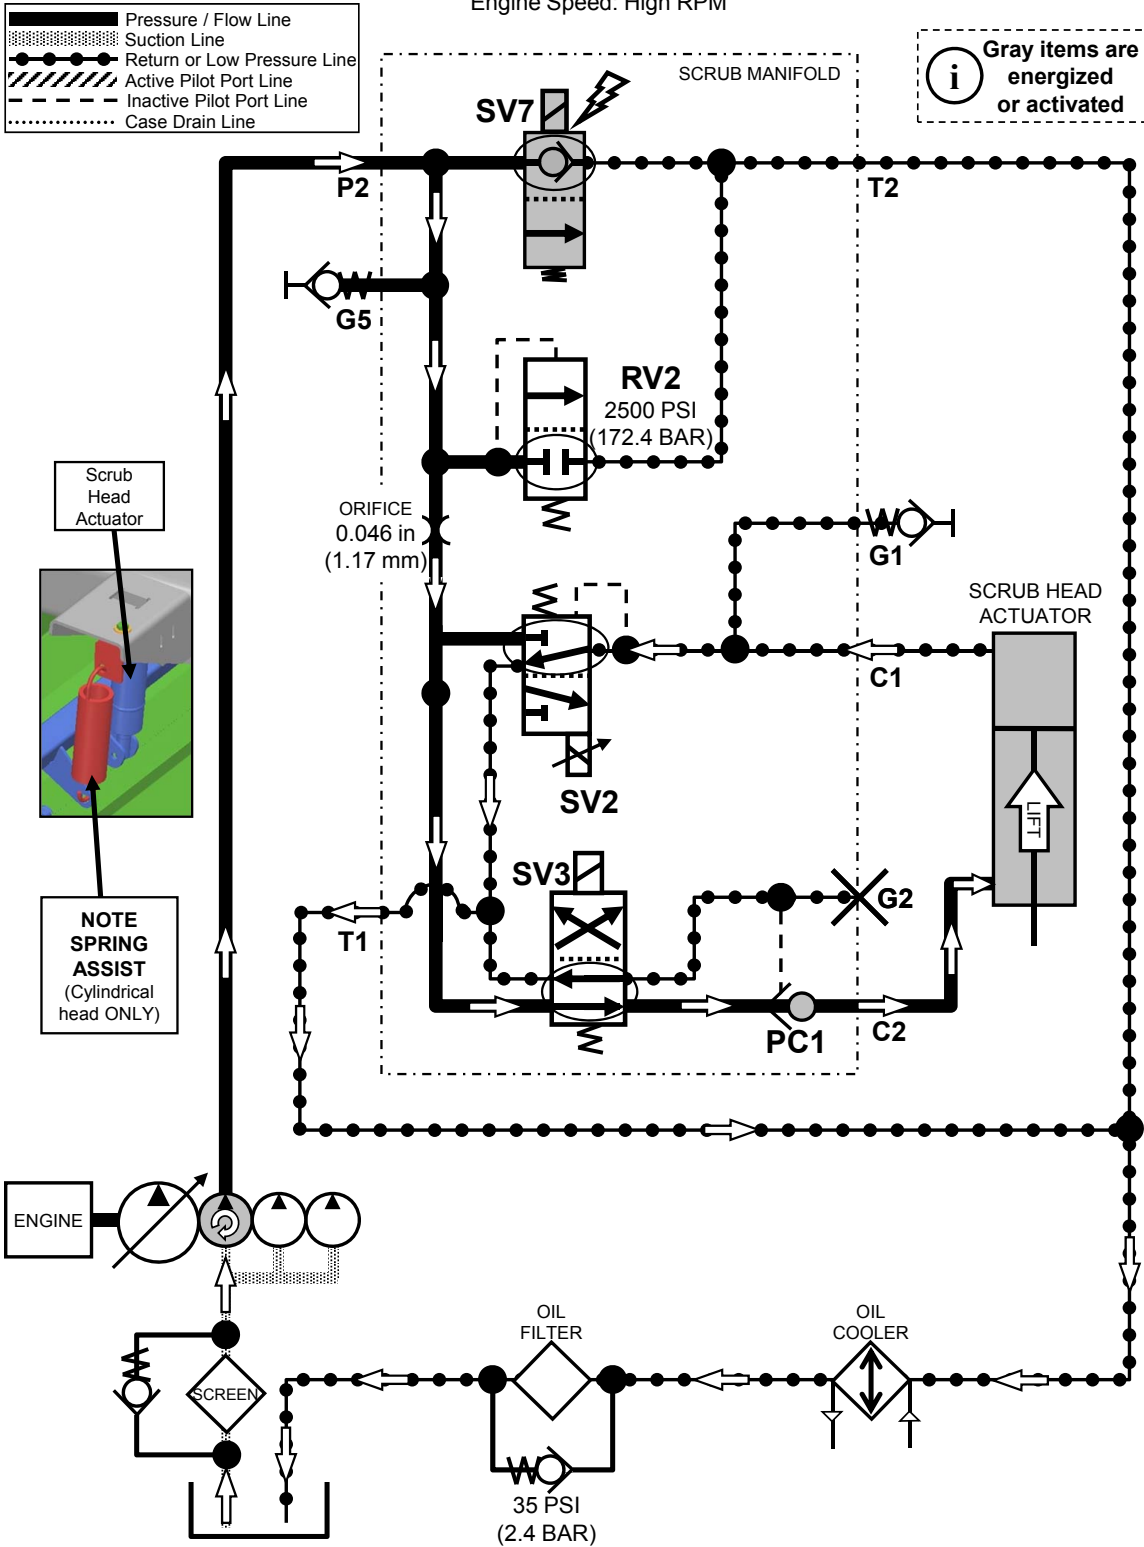 Engine Speed: High RPM
Pressure / Flow Line
Suction Line
Return or Low Pressure Line
Active Pilot Port Line
Inactive Pilot Port Line
Case Drain Line
i
Gray items are
energized
or activated
SCRUB MANIFOLD
SV7
P2
T2
G5
RV2
2500 PSI
(172.4 BAR)
Scrub
Head
Actuator
ORIFICE
0.046 in
(1.17 mm)
G1
SCRUB HEAD
ACTUATOR
C1
SV2
LIFT
SV3
G2
NOTE
SPRING
ASSIST
(Cylindrical
head ONLY)
T1
PC1
C2
ENGINE
OIL
FILTER
OIL
COOLER
SCREEN
35 PSI
(2.4 BAR)